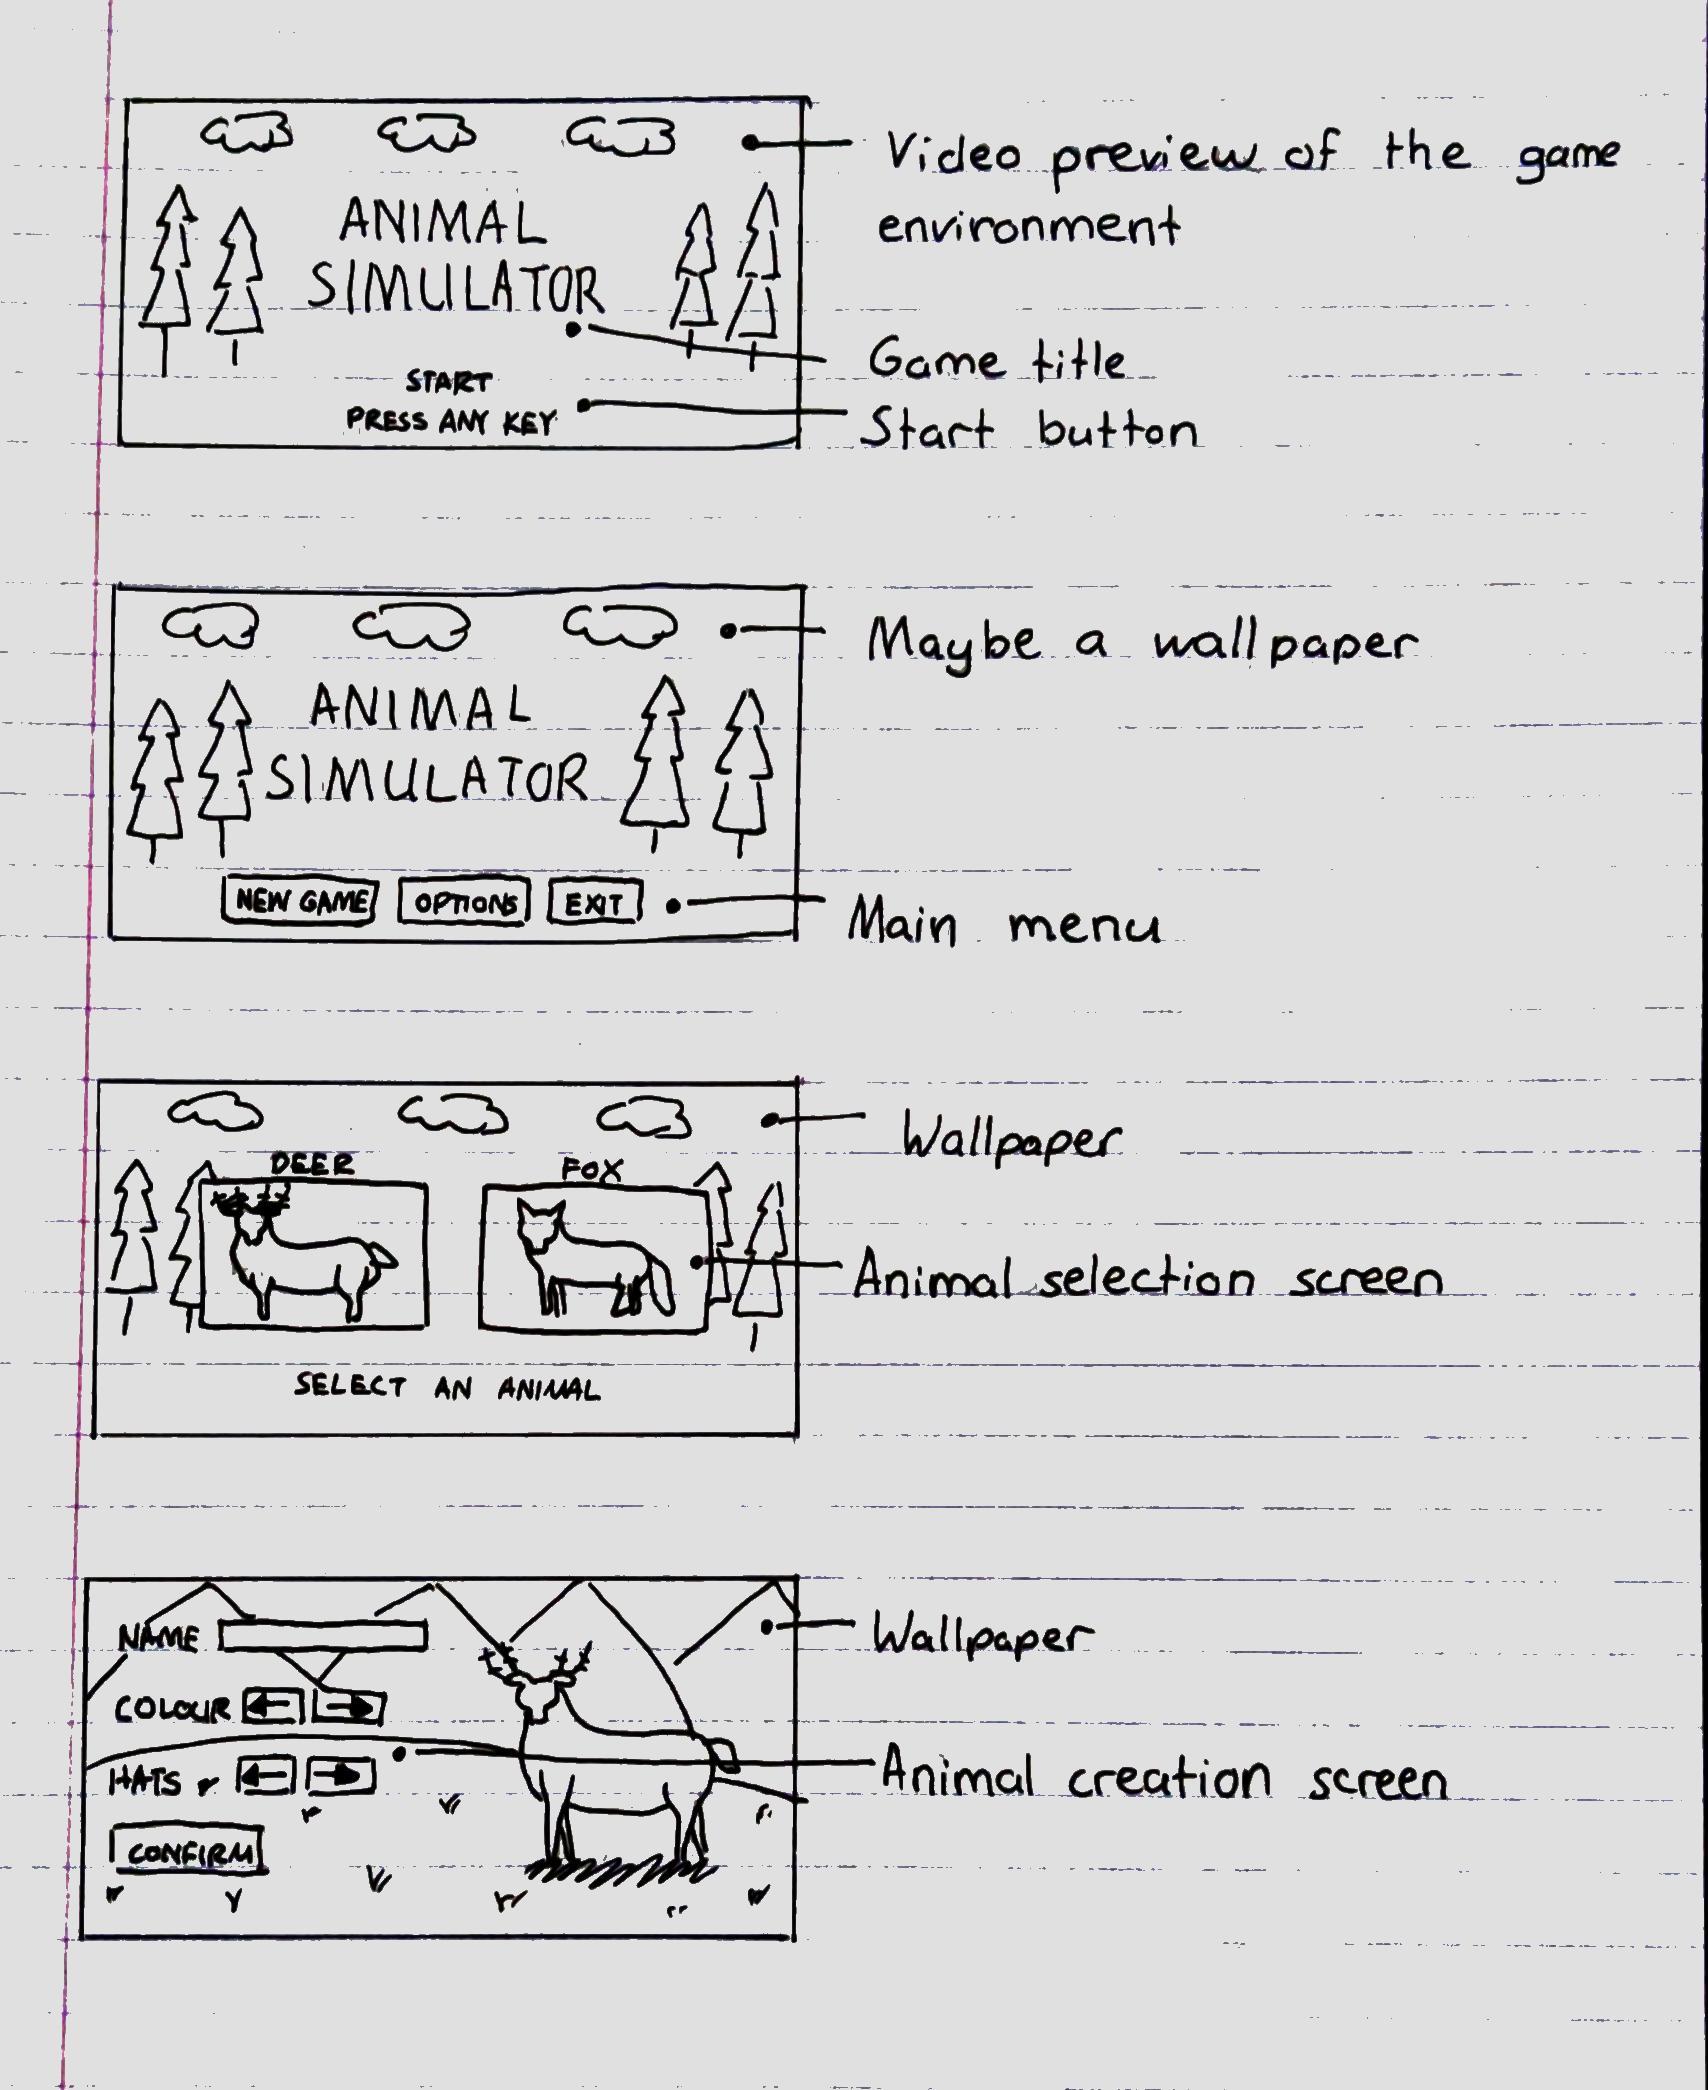 Video preview of the game
environment
ANIMAL
SIMULATOR
Game title
START
PRESS ANY KEY
Start button
Maybe a wallpaper
ANIMAL
SIMULATOR
NEW GAME OPTIONS EXIT
Main menu
Wallpaper
DEER FOX
Animal selection screen
SELECT AN ANIMAL
NAME
Wallpaper
COLOUR
HATS
Animal creation screen
CONFIRM